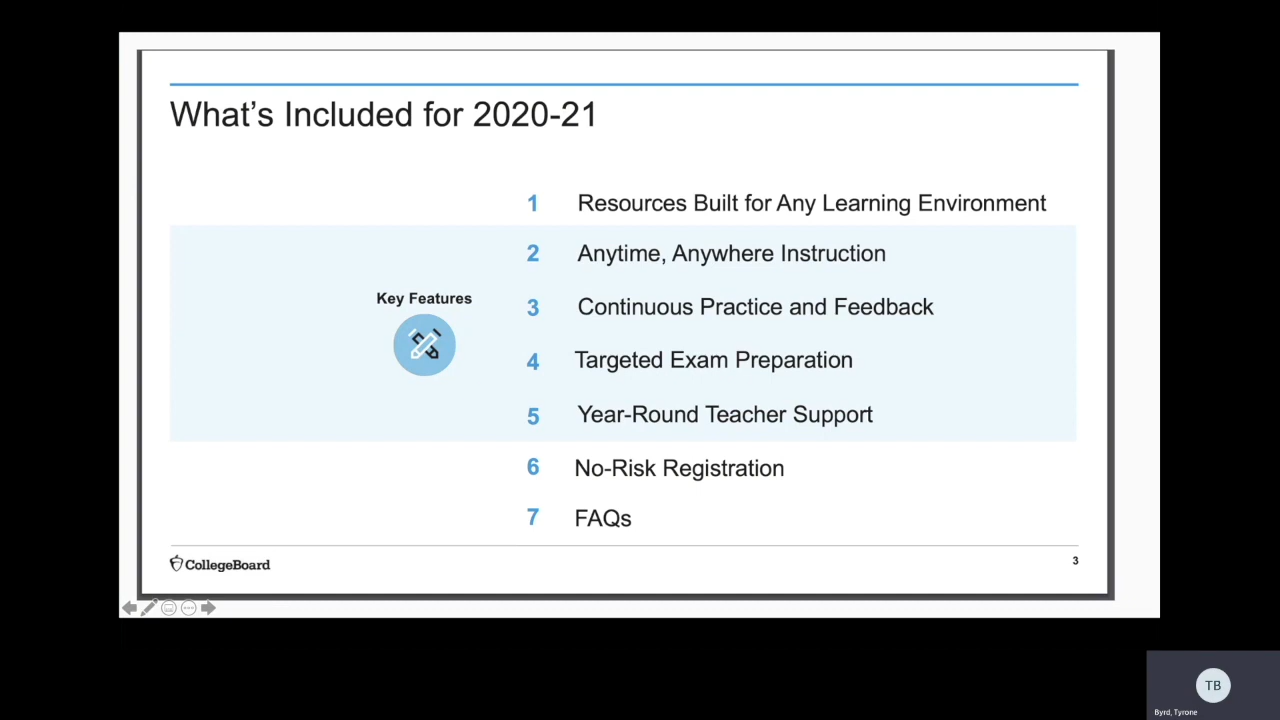 What's Included for 2020-21
1 Resources Built for Any Learning Environment
2 Anytime, Anywhere Instruction
Key Features
3 Continuous Practice and Feedback
4 Targeted Exam Preparation
5 Year-Round Teacher Support
6 No-Risk Registration
7 FAQs
CollegeBoard
3
TB
Byrd, Tyrone